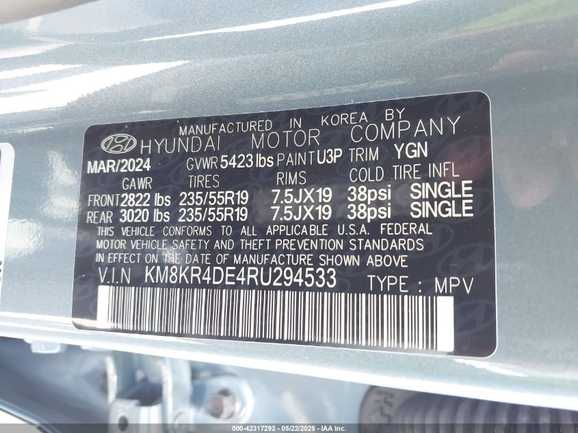 MANUFACTURED IN KOREA BY
HYUNDAI MOTOR COMPANY
MAR/2024 GVWR 5423 lbs PAINT U3P TRIM YGN
GAWR TIRES RIMS COLD TIRE INFL
FRONT 2822 lbs 235/55R19 7.5JX19 38psi SINGLE
REAR 3020 lbs 235/55R19 7.5JX19 38psi SINGLE
THIS VEHICLE CONFORMS TO ALL APPLICABLE U.S.A. FEDERAL
MOTOR VEHICLE SAFETY AND THEFT PREVENTION STANDARDS
IN EFFECT ON THE DATE OF MANUFACTURE SHOWN ABOVE
V.I.N KM8KR4DE4RU294533 TYPE : MPV
000-42317292 - 05/22/2025 - IAA, Inc.